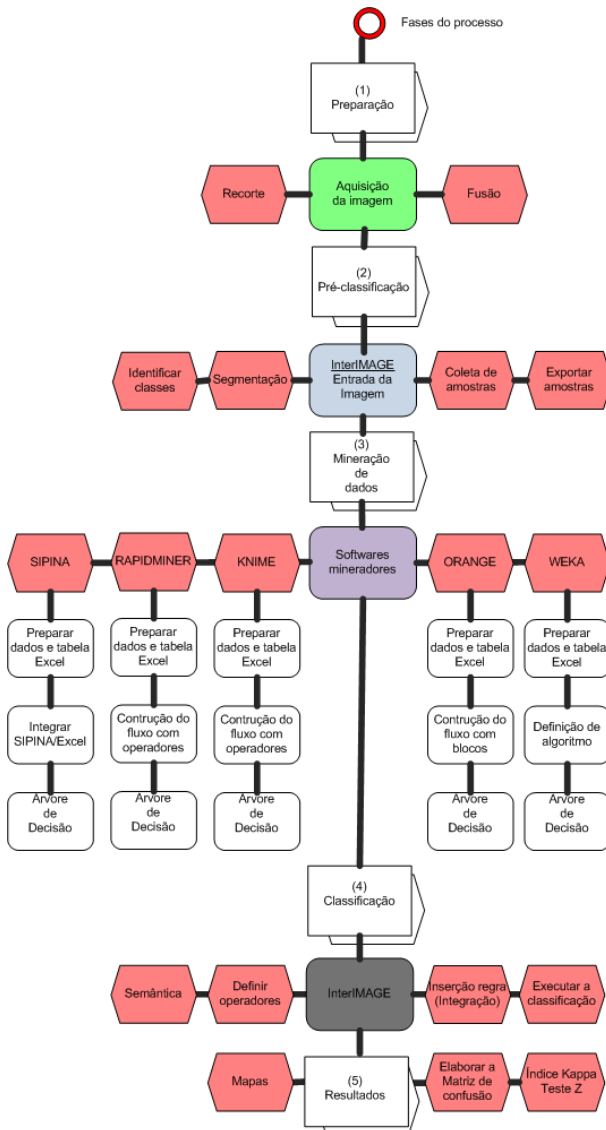 Fases do processo
(1)
Preparação
Recorte
Aquisição
da imagem
Fusão
(2)
Pré-classificação
Identificar
classes
Segmentação
InterIMAGE
Entrada da
Imagem
Coleta de
amostras
Exportar
amostras
(3)
Mineração
de
dados
SIPINA
RAPIDMINER
KNIME
Softwares
mineradores
ORANGE
WEKA
Preparar
dados e tabela
Excel
Preparar
dados e tabela
Excel
Preparar
dados e tabela
Excel
Preparar
dados e tabela
Excel
Preparar
dados e tabela
Excel
Integrar
SIPINA/Excel
Contrução do
fluxo com
operadores
Contrução do
fluxo com
operadores
Contrução do
fluxo com
blocos
Definição de
algoritmo
Arvore
de
Decisão
Arvore
de
Decisão
Arvore
de
Decisão
Arvore
de
Decisão
Arvore
de
Decisão
(4)
Classificação
Semântica
Definir
operadores
InterIMAGE
Inserção regra
(Integração)
Executar a
classificação
Mapas
(5)
Resultados
Elaborar a
Matriz de
confusão
Índice Kappa
Teste Z